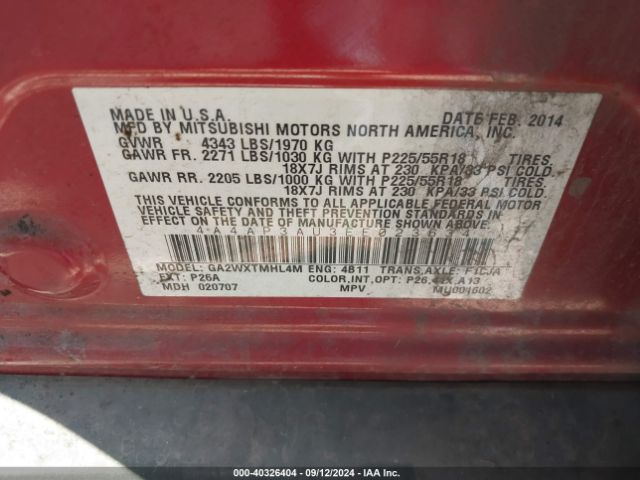 MADE IN U.S.A. DATE FEB. 2014
MFD BY MITSUBISHI MOTORS NORTH AMERICA, INC.
GVWR 4343 LBS/1970 KG
GAWR FR. 2271 LBS/1030 KG WITH P225/55R18 TIRES,
18X7J RIMS AT 230 KPA/33 PSI COLD.
GAWR RR. 2205 LBS/1000 KG WITH P225/55R18 TIRES,
18X7J RIMS AT 230 KPA/33 PSI COLD.
THIS VEHICLE CONFORMS TO ALL APPLICABLE FEDERAL MOTOR
VEHICLE SAFETY AND THEFT PREVENTION STANDARDS IN
EFFECT ON THE DATE OF MANUFACTURE SHOWN ABOVE.
MODEL: GA2WXTMHL4M ENG: 4B11 TRANS,AXLE: F1CJA
EXT: P26A COLOR,INT,OPT: P26, A13
MDH 020707 MPV MU001602
000-40326404 - 09/12/2024 - COPART/IAA